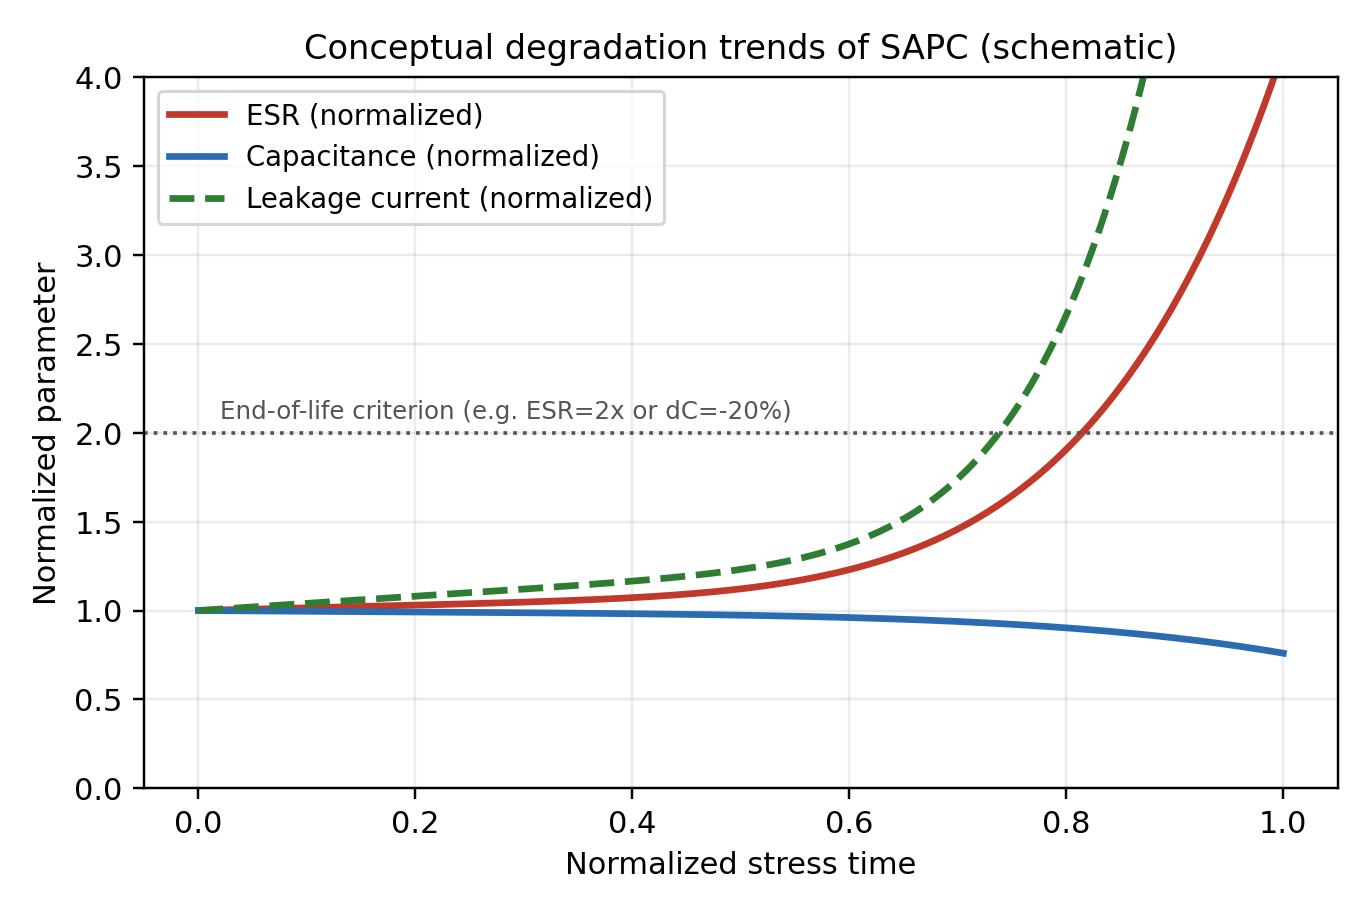 Conceptual degradation trends of SAPC (schematic)
ESR (normalized)
Capacitance (normalized)
Leakage current (normalized)
End-of-life criterion (e.g. ESR=2x or dC=-20%)
Normalized parameter
4.0
3.5
3.0
2.5
2.0
1.5
1.0
0.5
0.0
0.0 0.2 0.4 0.6 0.8 1.0
Normalized stress time